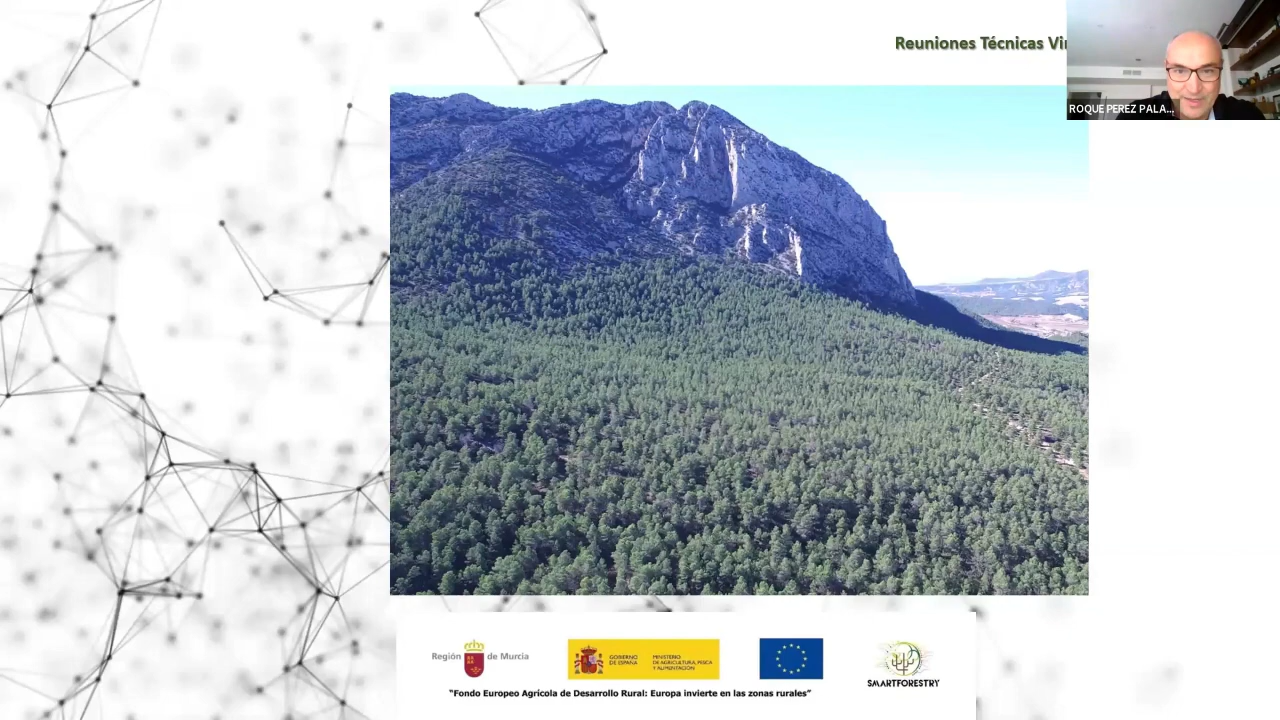 Reuniones Técnicas
ROQUE PEREZ PALA...
Región de Murcia
GOBIERNO
DE ESPAÑA
MINISTERIO
DE AGRICULTURA, PESCA
Y ALIMENTACIÓN
SMARTFORESTRY
"Fondo Europeo Agrícola de Desarrollo Rural: Europa invierte en las zonas rurales"